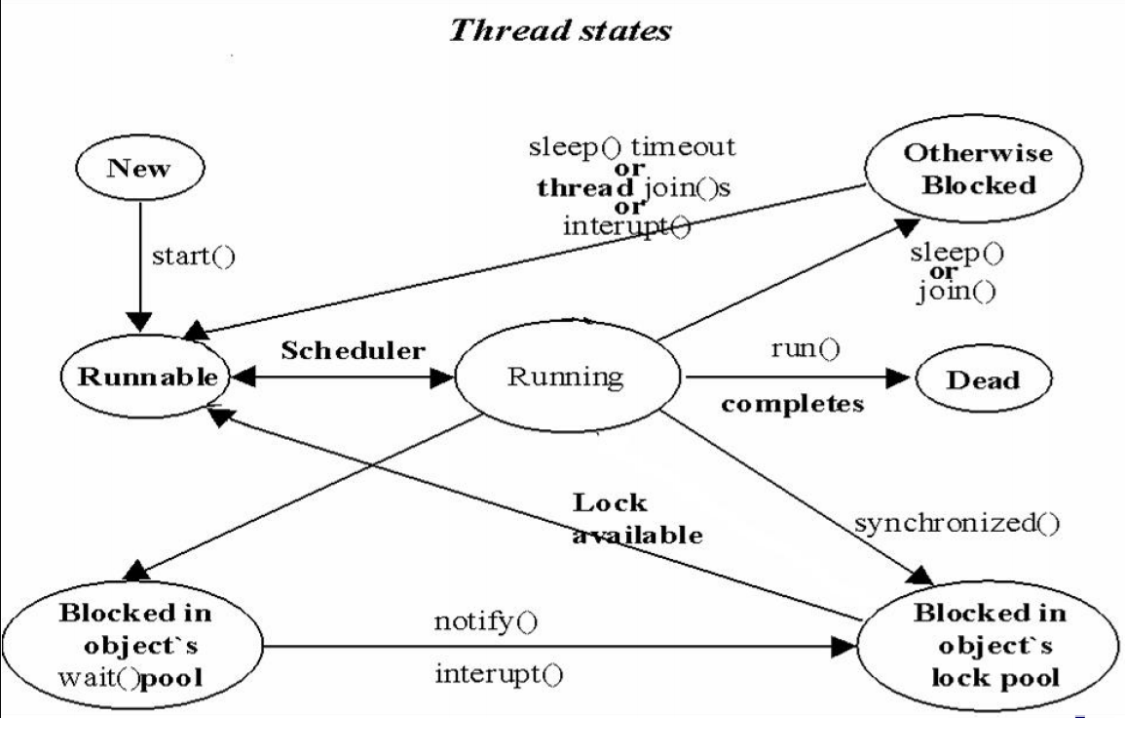 Thread states
New
sleep() timeout
or
thread join()s
or
interupt()
Otherwise
Blocked
start()
sleep()
or
join()
Runnable
Scheduler
Running
run()
completes
Dead
Lock
available
synchronized()
Blocked in
object`s
wait()pool
notify()
interupt()
Blocked in
object`s
lock pool